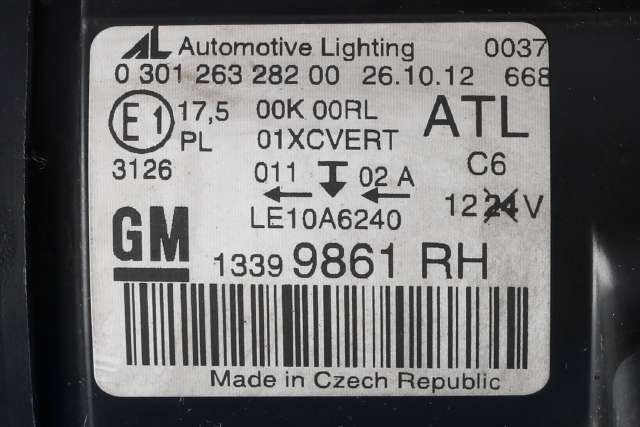 AL Automotive Lighting 0037
0 301 263 282 00 26.10.12 668
E1 17,5 00K 00RL ATL
PL 01XCVERT
3126 011 02 A C6
LE10A6240 12 24 V
GM 1339 9861 RH
Made in Czech Republic